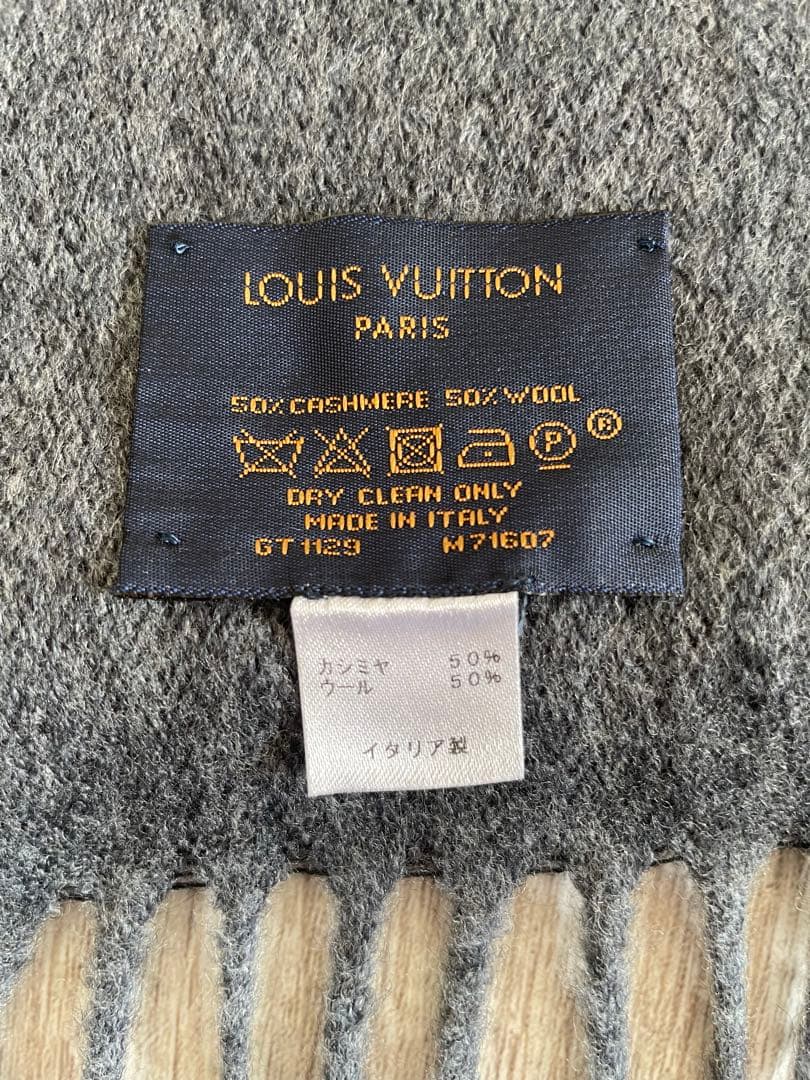 LOUIS VUITTON
PARIS
50% CASHMERE 50% WOOL
P ®
DRY CLEAN ONLY
MADE IN ITALY
GT1129 M71607
カシミヤ 50%
ウール 50%
イタリア製